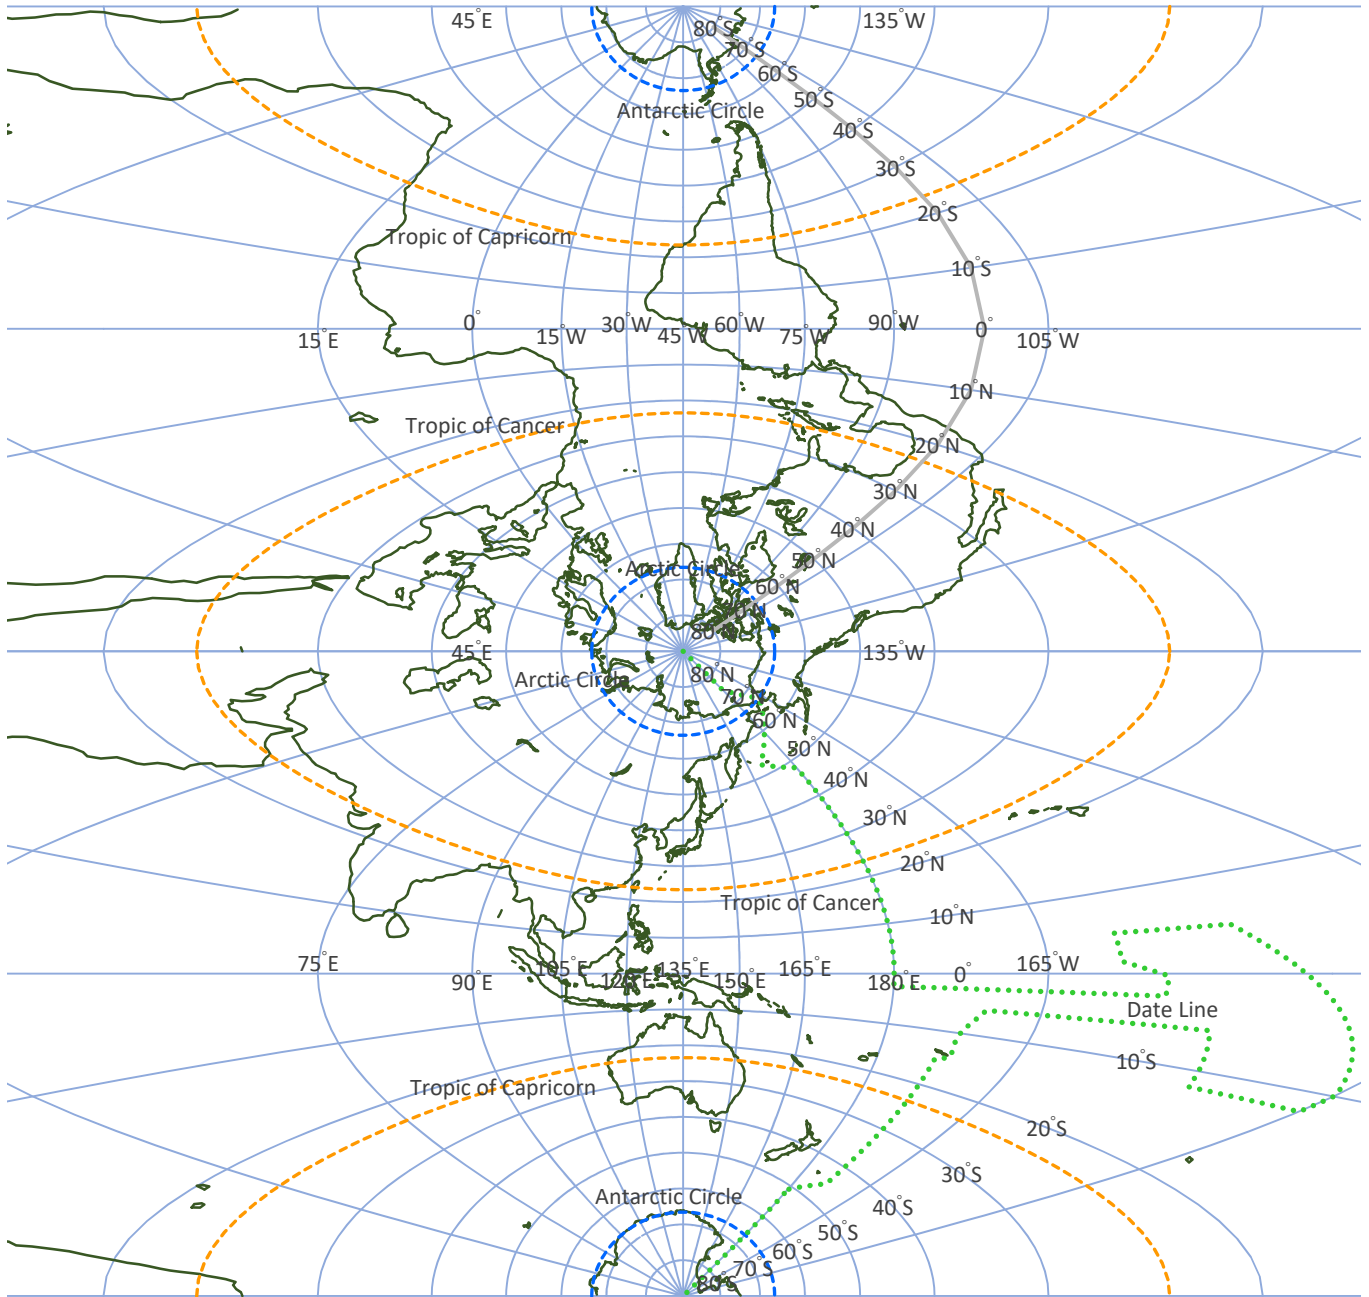 45°E
80°S
135°W
70°S
60°S
50°S
Antarctic Circle
40°S
30°S
20°S
Tropic of Capricorn
10°S
15°E
0°
15°W
30°W
45°W
60°W
75°W
90°W
0°
105°W
10°N
Tropic of Cancer
20°N
30°N
40°N
50°N
Arctic Circle
60°N
70°N
80°N
45°E
135°W
Arctic Circle
80°N
70°N
60°N
50°N
40°N
30°N
20°N
Tropic of Cancer
10°N
75°E
90°E
105°E
120°E
135°E
150°E
165°E
180°E
0°
165°W
Date Line
10°S
Tropic of Capricorn
20°S
30°S
Antarctic Circle
40°S
50°S
60°S
70°S
80°S